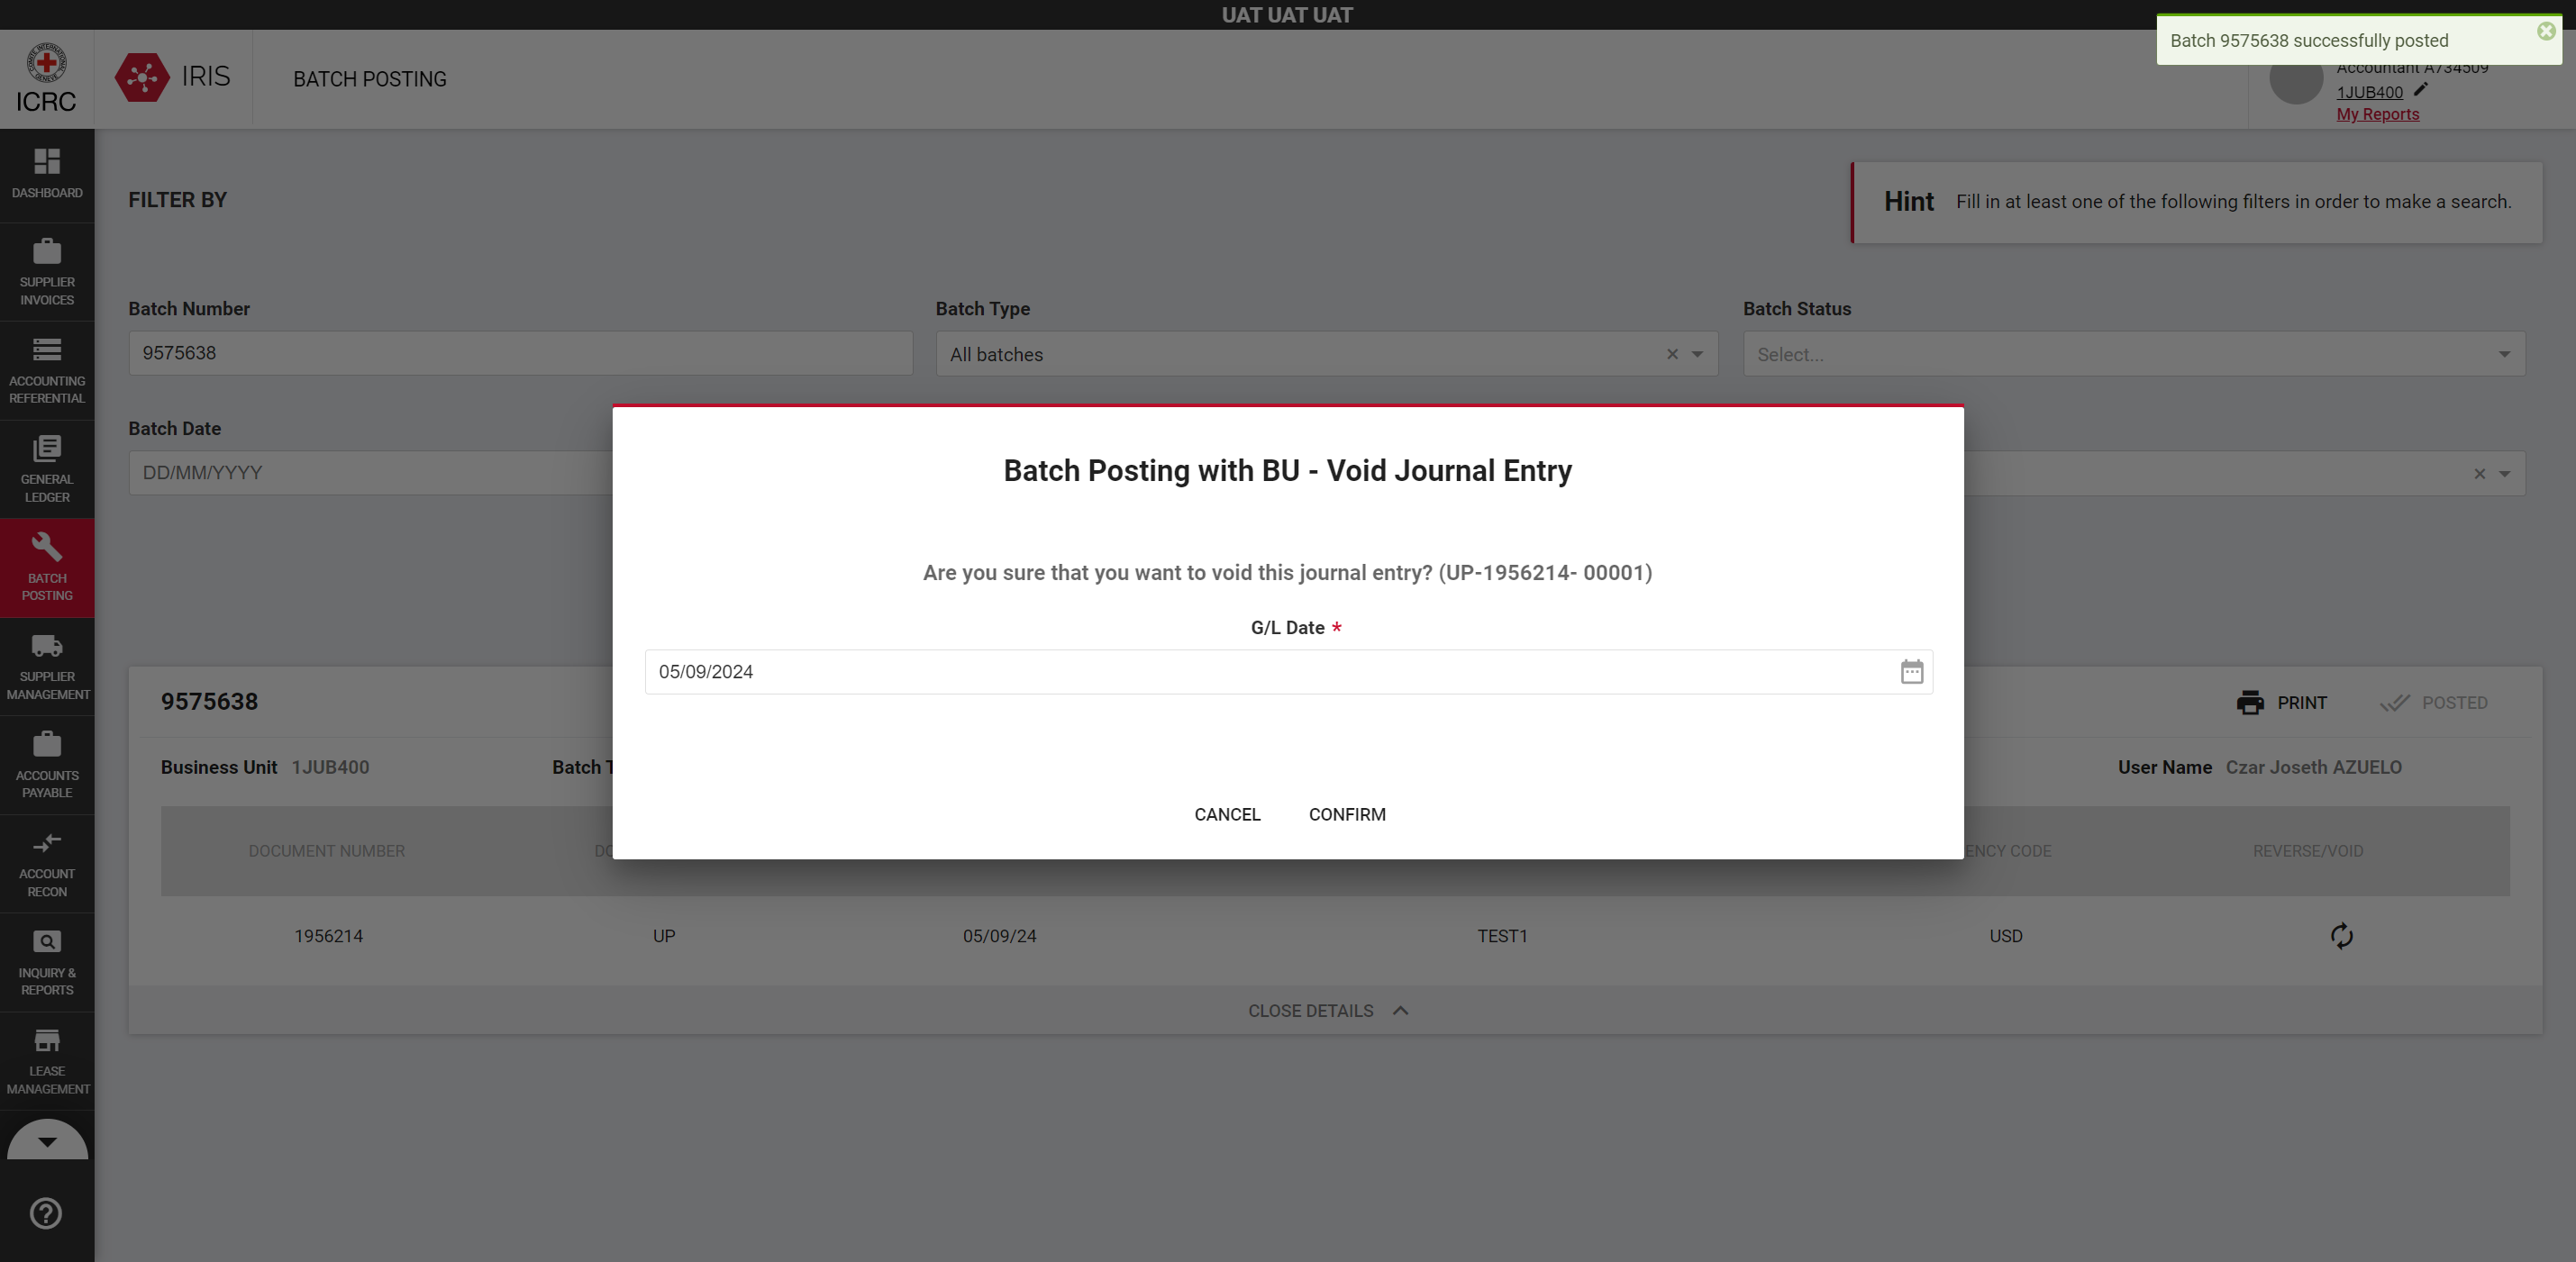 UAT UAT UAT
Batch 9575638 successfully posted
ICRC
IRIS
BATCH POSTING
Accountant A734509
1JUB400
My Reports
DASHBOARD
SUPPLIER
INVOICES
ACCOUNTING
REFERENTIAL
GENERAL
LEDGER
BATCH
POSTING
SUPPLIER
MANAGEMENT
ACCOUNTS
PAYABLE
ACCOUNT
RECON
INQUIRY &
REPORTS
LEASE
MANAGEMENT
FILTER BY
Hint Fill in at least one of the following filters in order to make a search.
Batch Number
9575638
Batch Type
All batches
Batch Status
Select...
Batch Date
DD/MM/YYYY
Batch Posting with BU - Void Journal Entry
Are you sure that you want to void this journal entry? (UP-1956214- 00001)
G/L Date *
05/09/2024
CANCEL CONFIRM
9575638
PRINT POSTED
Business Unit 1JUB400 Batch User Name Czar Joseth AZUELO
DOCUMENT NUMBER CODE REVERSE/VOID
1956214 UP 05/09/24 TEST1 USD
CLOSE DETAILS